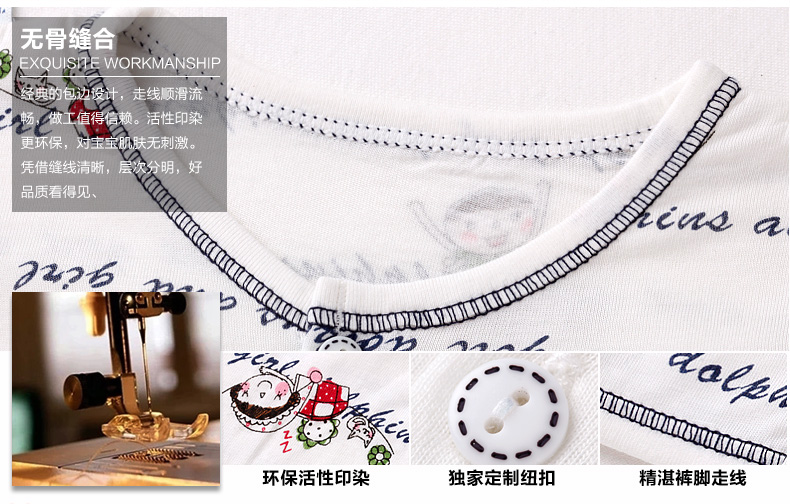 无骨缝合
EXQUISITE WORKMANSHIP
经典的包边设计，走线顺滑流
畅，做工值得信赖。活性印染
更环保，对宝宝肌肤无刺激。
凭借缝线清晰，层次分明，好
品质看得见、
girl
girl
dolphin
环保活性印染
独家定制纽扣
精湛裤脚走线